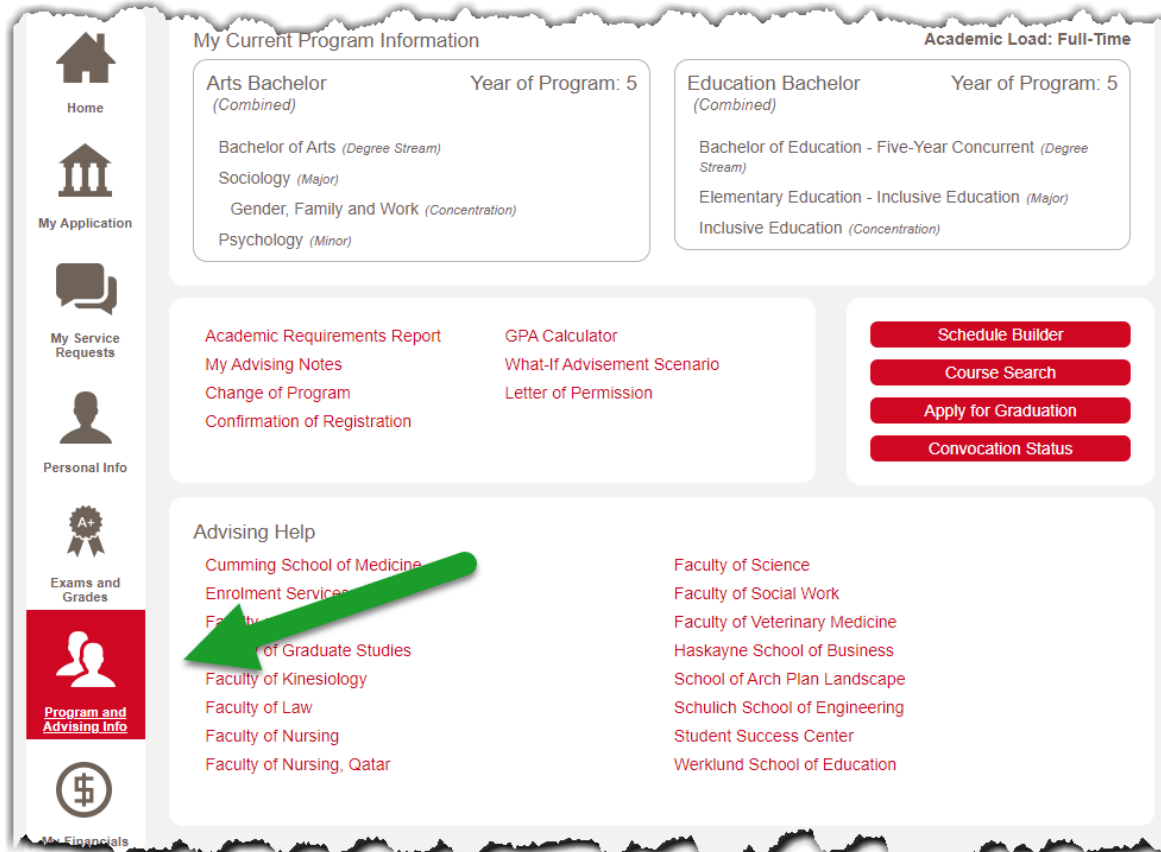 Home
My Application
My Service
Requests
Personal Info
A+
Exams and
Grades
Program and
Advising Info
$
My Financials
My Current Program Information
Academic Load: Full-Time
Arts Bachelor
Year of Program: 5
(Combined)
Bachelor of Arts (Degree Stream)
Sociology (Major)
Gender, Family and Work (Concentration)
Psychology (Minor)
Education Bachelor
Year of Program: 5
(Combined)
Bachelor of Education - Five-Year Concurrent (Degree
Stream)
Elementary Education - Inclusive Education (Major)
Inclusive Education (Concentration)
Academic Requirements Report
My Advising Notes
Change of Program
Confirmation of Registration
GPA Calculator
What-If Advisement Scenario
Letter of Permission
Schedule Builder
Course Search
Apply for Graduation
Convocation Status
Advising Help
Cumming School of Medicine
Enrolment Services
of Graduate Studies
Faculty of Kinesiology
Faculty of Law
Faculty of Nursing
Faculty of Nursing, Qatar
Faculty of Science
Faculty of Social Work
Faculty of Veterinary Medicine
Haskayne School of Business
School of Arch Plan Landscape
Schulich School of Engineering
Student Success Center
Werklund School of Education